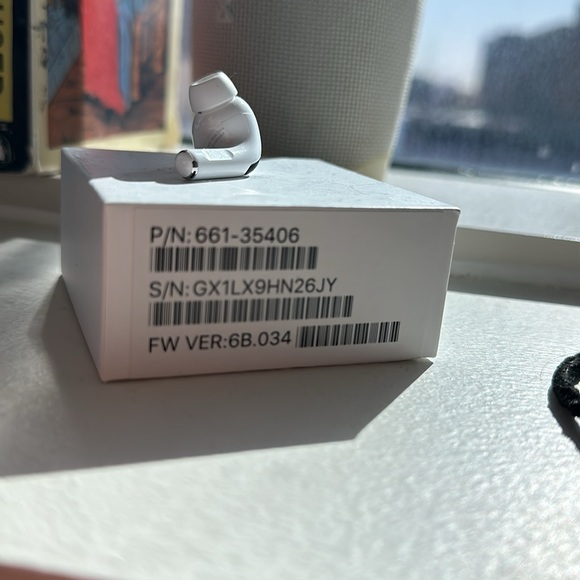 P/N: 661-35406
S/N: GX1LX9HN26JY
FW VER:6B.034